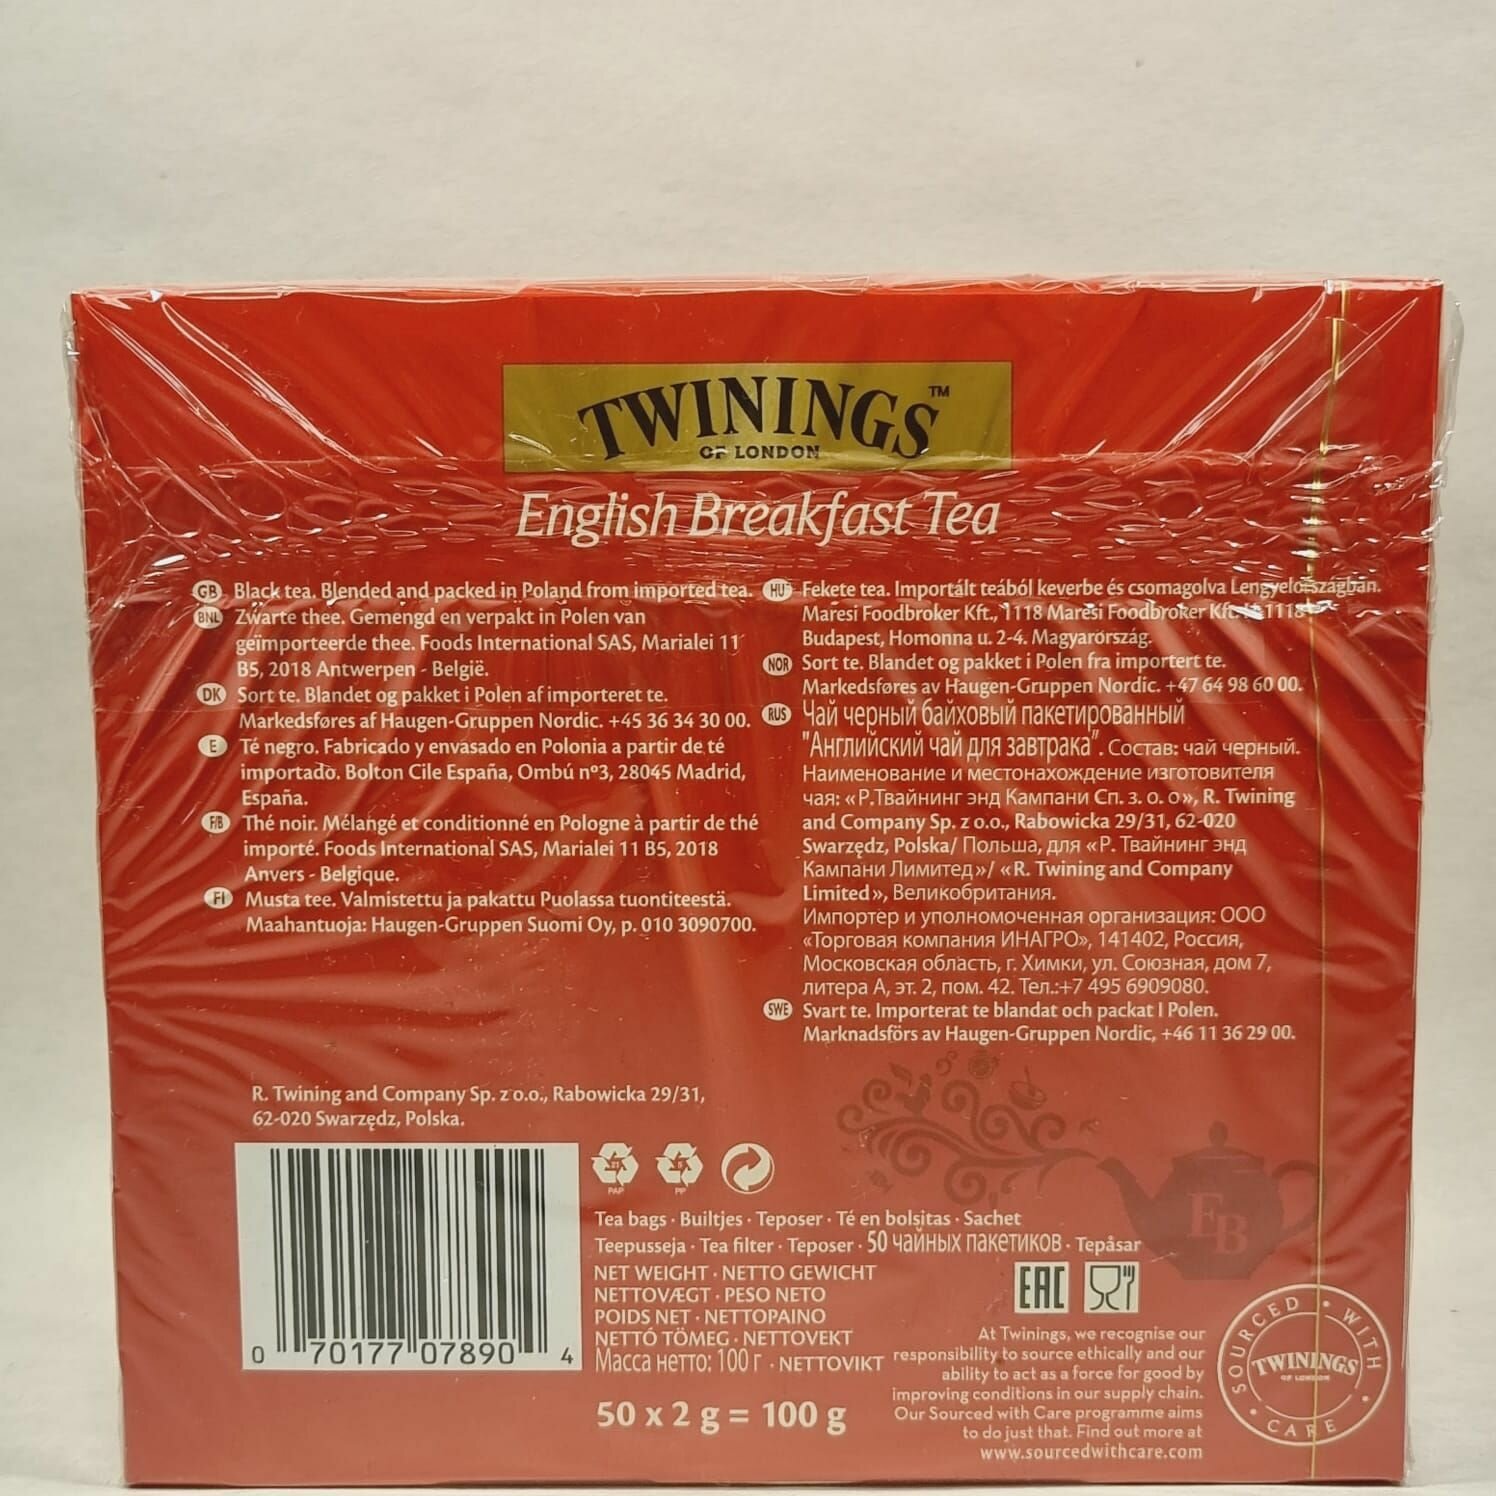 TWININGS™
OF LONDON
English Breakfast Tea
GB Black tea. Blended and packed in Poland from imported tea.
BNL Zwarte thee. Gemengd en verpakt in Polen van
geïmporteerde thee. Foods International SAS, Marialei 11
B5, 2018 Antwerpen - België.
DK Sort te. Blandet og pakket i Polen af importeret te.
Markedsføres af Haugen-Gruppen Nordic. +45 36 34 30 00.
E Té negro. Fabricado y envasado en Polonia a partir de té
importado. Bolton Cile España, Ombú nº3, 28045 Madrid,
España.
F/B Thé noir. Mélangé et conditionné en Pologne à partir de thé
importé. Foods International SAS, Marialei 11 B5, 2018
Anvers - Belgique.
FI Musta tee. Valmistettu ja pakattu Puolassa tuontiteestä.
Maahantuoja: Haugen-Gruppen Suomi Oy, p. 010 3090700.
HU Fekete tea. Importált teából keverbe és csomagolva Lengyelországban.
Maresi Foodbroker Kft., 1118 Maresi Foodbroker Kft. 1118
Budapest, Homonna u. 2-4. Magyarország.
NOR Sort te. Blandet og pakket i Polen fra importert te.
Markedsføres av Haugen-Gruppen Nordic. +47 64 98 60 00.
RUS Чай черный байховый пакетированный
"Английский чай для завтрака". Состав: чай черный.
Наименование и местонахождение изготовителя
чая: «Р.Твайнинг энд Кампани Сп. з. о. о», R. Twining
and Company Sp. z o.o., Rabowicka 29/31, 62-020
Swarzędz, Polska/ Польша, для «Р. Твайнинг энд
Кампани Лимитед»/ «R. Twining and Company
Limited», Великобритания.
Импортер и уполномоченная организация: ООО
«Торговая компания ИНАГРО», 141402, Россия,
Московская область, г. Химки, ул. Союзная, дом 7,
литера А, эт. 2, пом. 42. Тел.:+7 495 6909080.
SWE Svart te. Importerat te blandat och packat I Polen.
Marknadsförs av Haugen-Gruppen Nordic, +46 11 36 29 00.
R. Twining and Company Sp. z o.o., Rabowicka 29/31,
62-020 Swarzędz, Polska.
0 70177 07890 4
21 5
PAP PP
Tea bags · Builtjes · Teposer · Té en bolsitas · Sachet
Teepusseja · Tea filter · Teposer · 50 чайных пакетиков · Tepåsar
NET WEIGHT · NETTO GEWICHT
NETTOVÆGT · PESO NETO
POIDS NET · NETTOPAINO
NETTÓ TÖMEG · NETTOVEKT
Масса нетто: 100 г · NETTOVIKT
50 x 2 g = 100 g
EB
EAC
At Twinings, we recognise our
responsibility to source ethically and our
ability to act as a force for good by
improving conditions in our supply chain.
Our Sourced with Care programme aims
to do just that. Find out more at
www.sourcedwithcare.com
SOURCED · WITH · CARE
TWININGS
OF LONDON